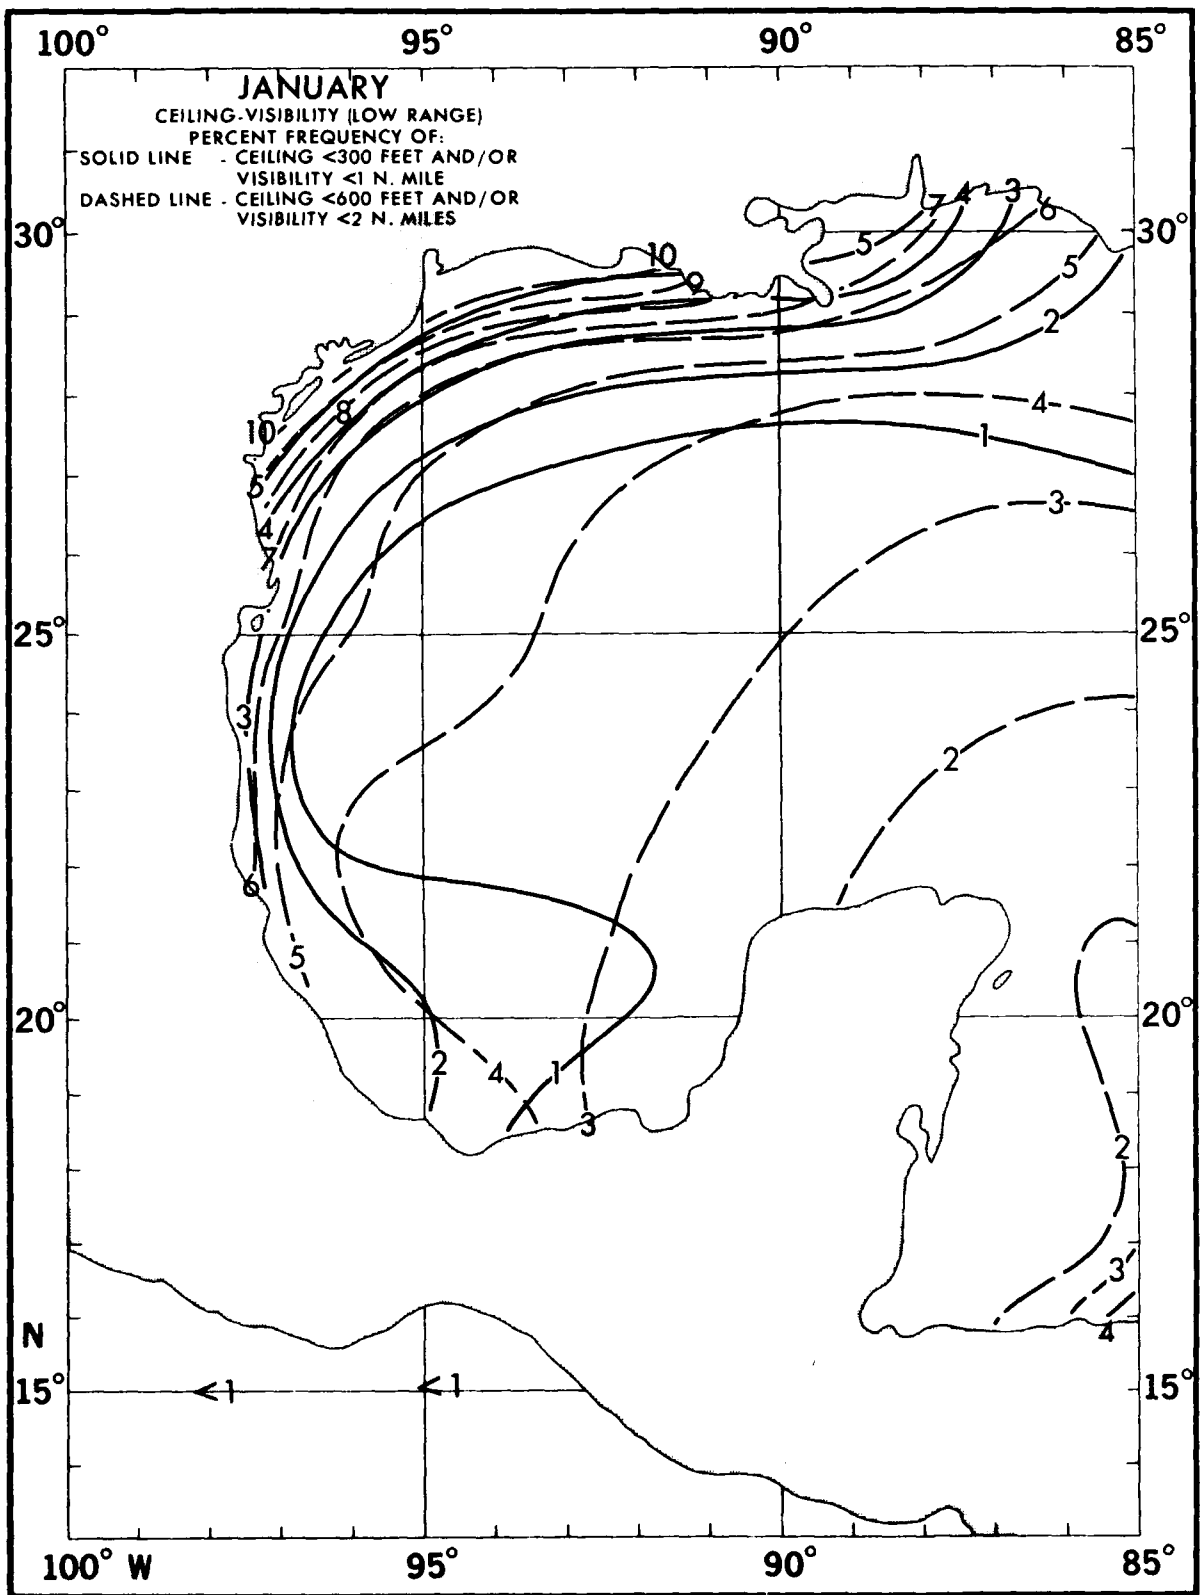 100° 95° 90° 85°
JANUARY
CEILING-VISIBILITY (LOW RANGE)
PERCENT FREQUENCY OF:
SOLID LINE - CEILING <300 FEET AND/OR
VISIBILITY <1 N. MILE
DASHED LINE - CEILING <600 FEET AND/OR
VISIBILITY <2 N. MILES
7 4 3 6
30° 5 30°
10 5
9
2
8 4
10 1
5 3
4
7
25° 25°
3
2
6
5
20° 20°
2 4 1
3
2
3
N 4
15° <1 <1 15°
100° W 95° 90° 85°